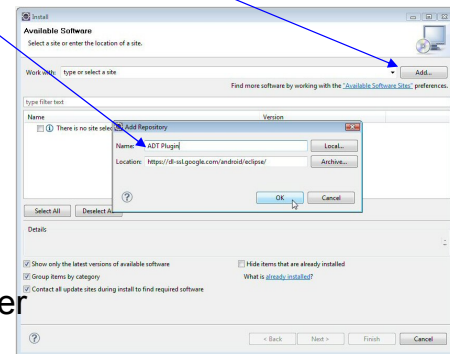 Install
Available Software
Select a site or enter the location of a site.
Work with: type or select a site
Add...
Find more software by working with the "Available Software Sites" preferences.
type filter text
Name Version
There is no site selec
Add Repository
Name: ADT Plugin Local...
Location: https://dl-ssl.google.com/android/eclipse/ Archive...
? OK Cancel
Select All Deselect A
Details
Show only the latest versions of available software Hide items that are already installed
Group items by category What is already installed?
Contact all update sites during install to find required software
er
? < Back Next > Finish Cancel